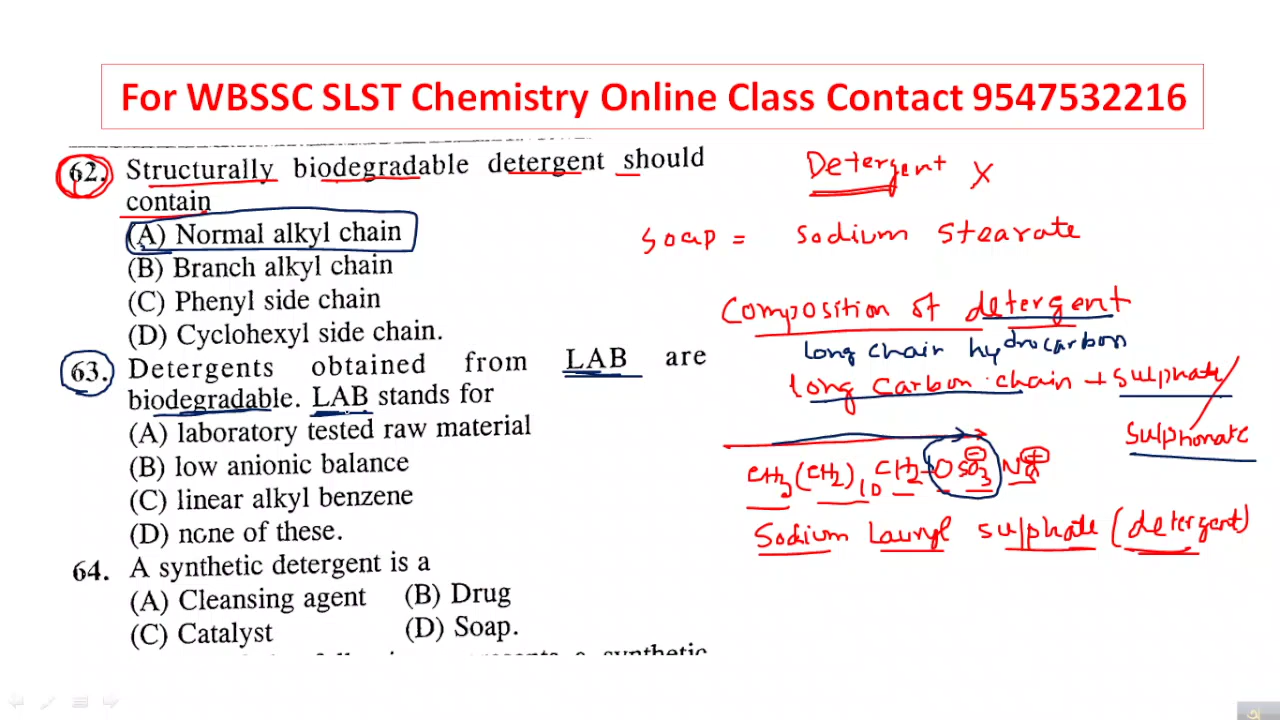 For WBSSC SLST Chemistry Online Class Contact 9547532216
62. Structurally biodegradable detergent should
contain
(A) Normal alkyl chain
(B) Branch alkyl chain
(C) Phenyl side chain
(D) Cyclohexyl side chain.
63. Detergents obtained from LAB are
biodegradable. LAB stands for
(A) laboratory tested raw material
(B) low anionic balance
(C) linear alkyl benzene
(D) none of these.
64. A synthetic detergent is a
(A) Cleansing agent (B) Drug
(C) Catalyst (D) Soap.
Detergent X
Soap = Sodium Stearate
Composition of detergent
long chain hydrocarbon
long carbon chain + sulphate/
Sulphonate
CH3(CH2)10 CH2-OSO3⊖ Na⊕
Sodium Lauryl sulphate (detergent)